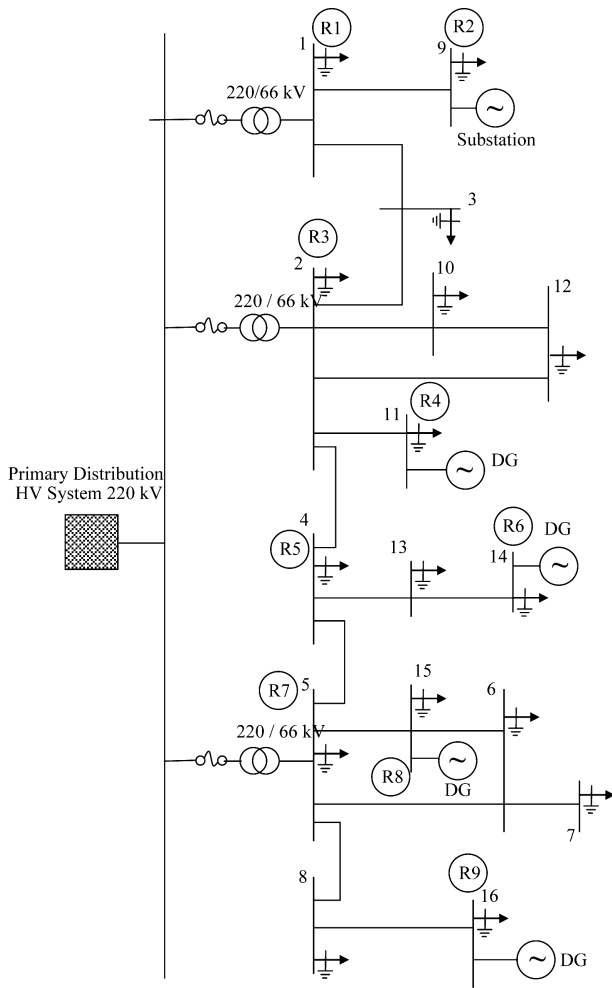 R1
R2
1
9
220/66 kV
~
Substation
3
R3
2
10
220 / 66 kV
12
R4
11
~
DG
Primary Distribution
HV System 220 kV
4
R5
13
R6
DG
14
~
R7
5
15
6
220 / 66 kV
~
R8
DG
7
8
R9
16
~
DG